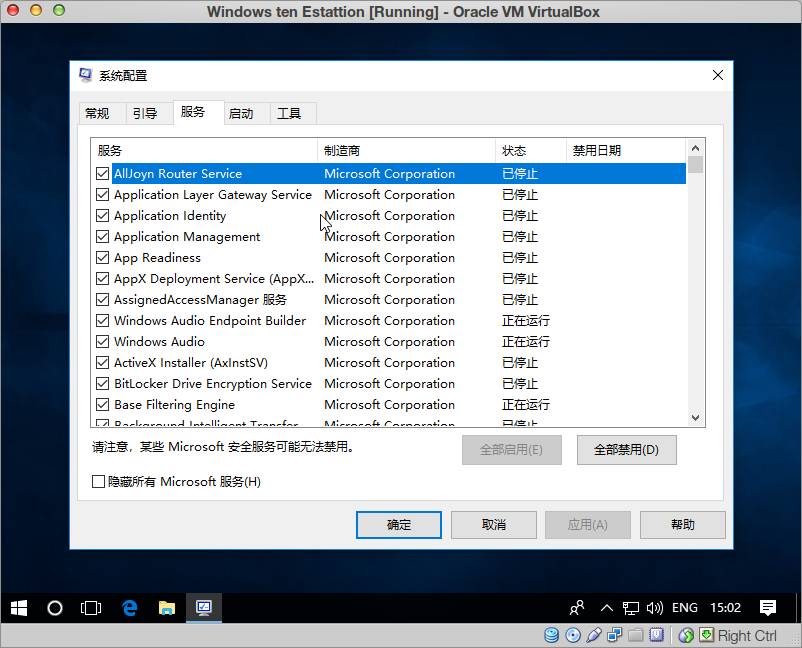 Windows ten Estattion [Running] - Oracle VM VirtualBox
系统配置
常规 引导 服务 启动 工具
服务 制造商 状态 禁用日期
AllJoyn Router Service Microsoft Corporation 已停止
Application Layer Gateway Service Microsoft Corporation 已停止
Application Identity Microsoft Corporation 已停止
Application Management Microsoft Corporation 已停止
App Readiness Microsoft Corporation 已停止
AppX Deployment Service (AppX... Microsoft Corporation 已停止
AssignedAccessManager 服务 Microsoft Corporation 已停止
Windows Audio Endpoint Builder Microsoft Corporation 正在运行
Windows Audio Microsoft Corporation 正在运行
ActiveX Installer (AxInstSV) Microsoft Corporation 已停止
BitLocker Drive Encryption Service Microsoft Corporation 已停止
Base Filtering Engine Microsoft Corporation 正在运行
Background Intelligent Transfer Microsoft Corporation 已停止
请注意，某些 Microsoft 安全服务可能无法禁用。
全部启用(E) 全部禁用(D)
隐藏所有 Microsoft 服务(H)
确定 取消 应用(A) 帮助
ENG 15:02
Right Ctrl